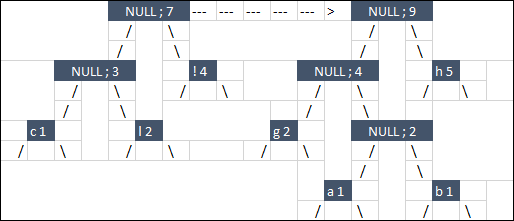 NULL ; 7 --- --- --- --- --- > NULL ; 9
/ \ / \
/ \ / \
NULL ; 3 ! 4 NULL ; 4 h 5
/ \ / \ / \ / \
/ \ / \
c 1 l 2 g 2 NULL ; 2
/ \ / \ / \ / \
/ \
a 1 b 1
/ \ / \